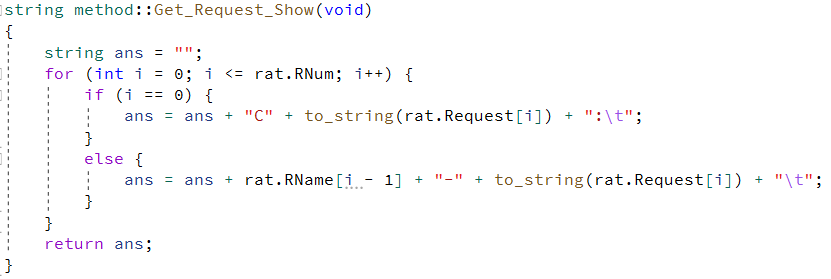 string method::Get_Request_Show(void)
{
    string ans = "";
    for (int i = 0; i <= rat.RNum; i++) {
        if (i == 0) {
            ans = ans + "C" + to_string(rat.Request[i]) + ":\t";
        }
        else {
            ans = ans + rat.RName[i - 1] + "-" + to_string(rat.Request[i]) + "\t";
        }
    }
    return ans;
}